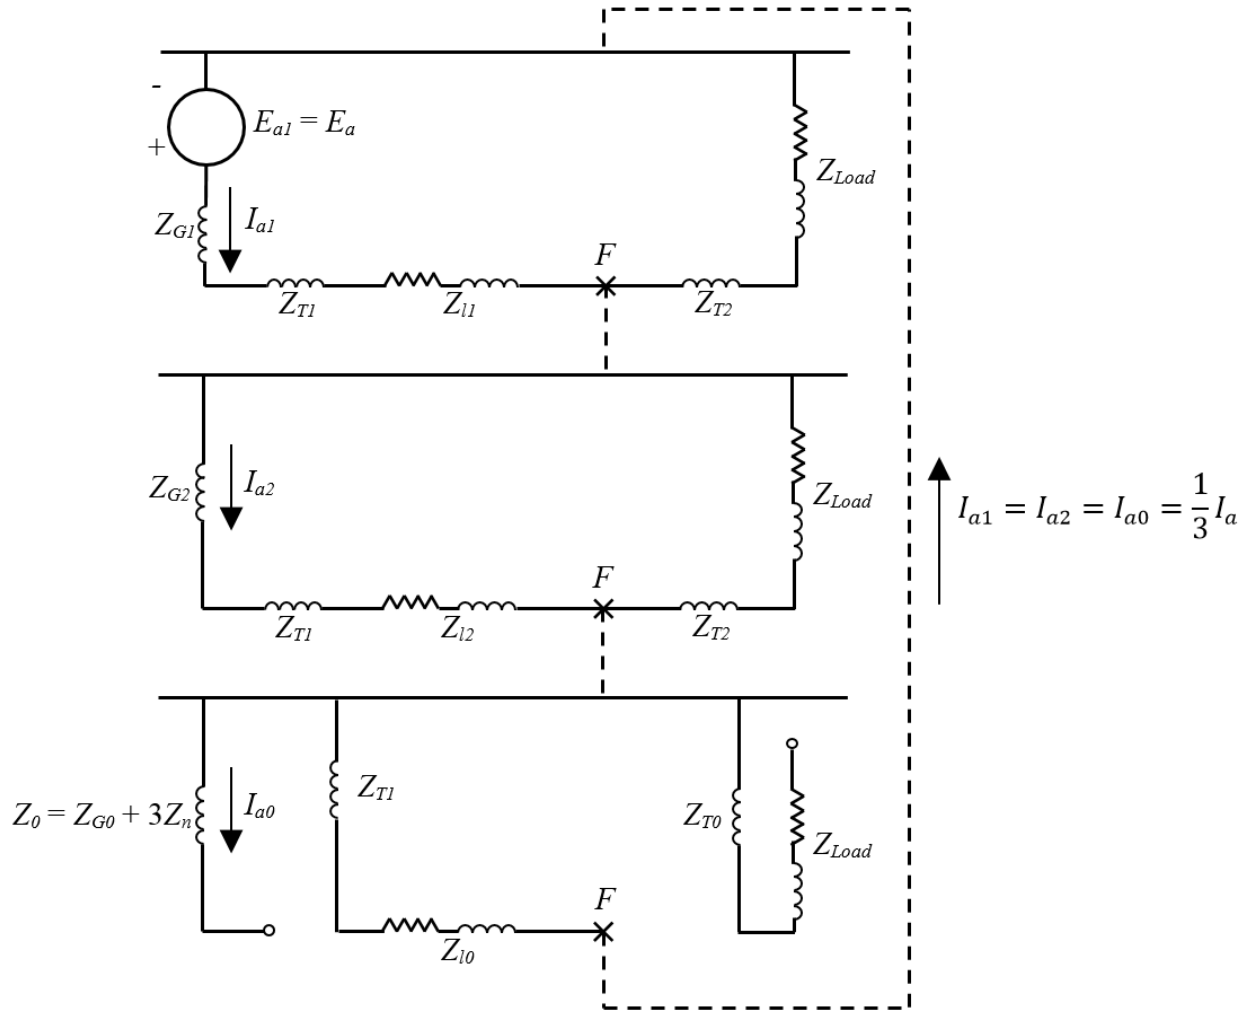 -
E_{a1} = E_a
+
Z_{Load}
Z_{G1}
I_{a1}
F
Z_{T1}
Z_{l1}
Z_{T2}
Z_{G2}
I_{a2}
Z_{Load}
I_{a1} = I_{a2} = I_{a0} = \frac{1}{3} I_a
F
Z_{T1}
Z_{l2}
Z_{T2}
Z_0 = Z_{G0} + 3Z_n
I_{a0}
Z_{T1}
Z_{T0}
Z_{Load}
F
Z_{l0}